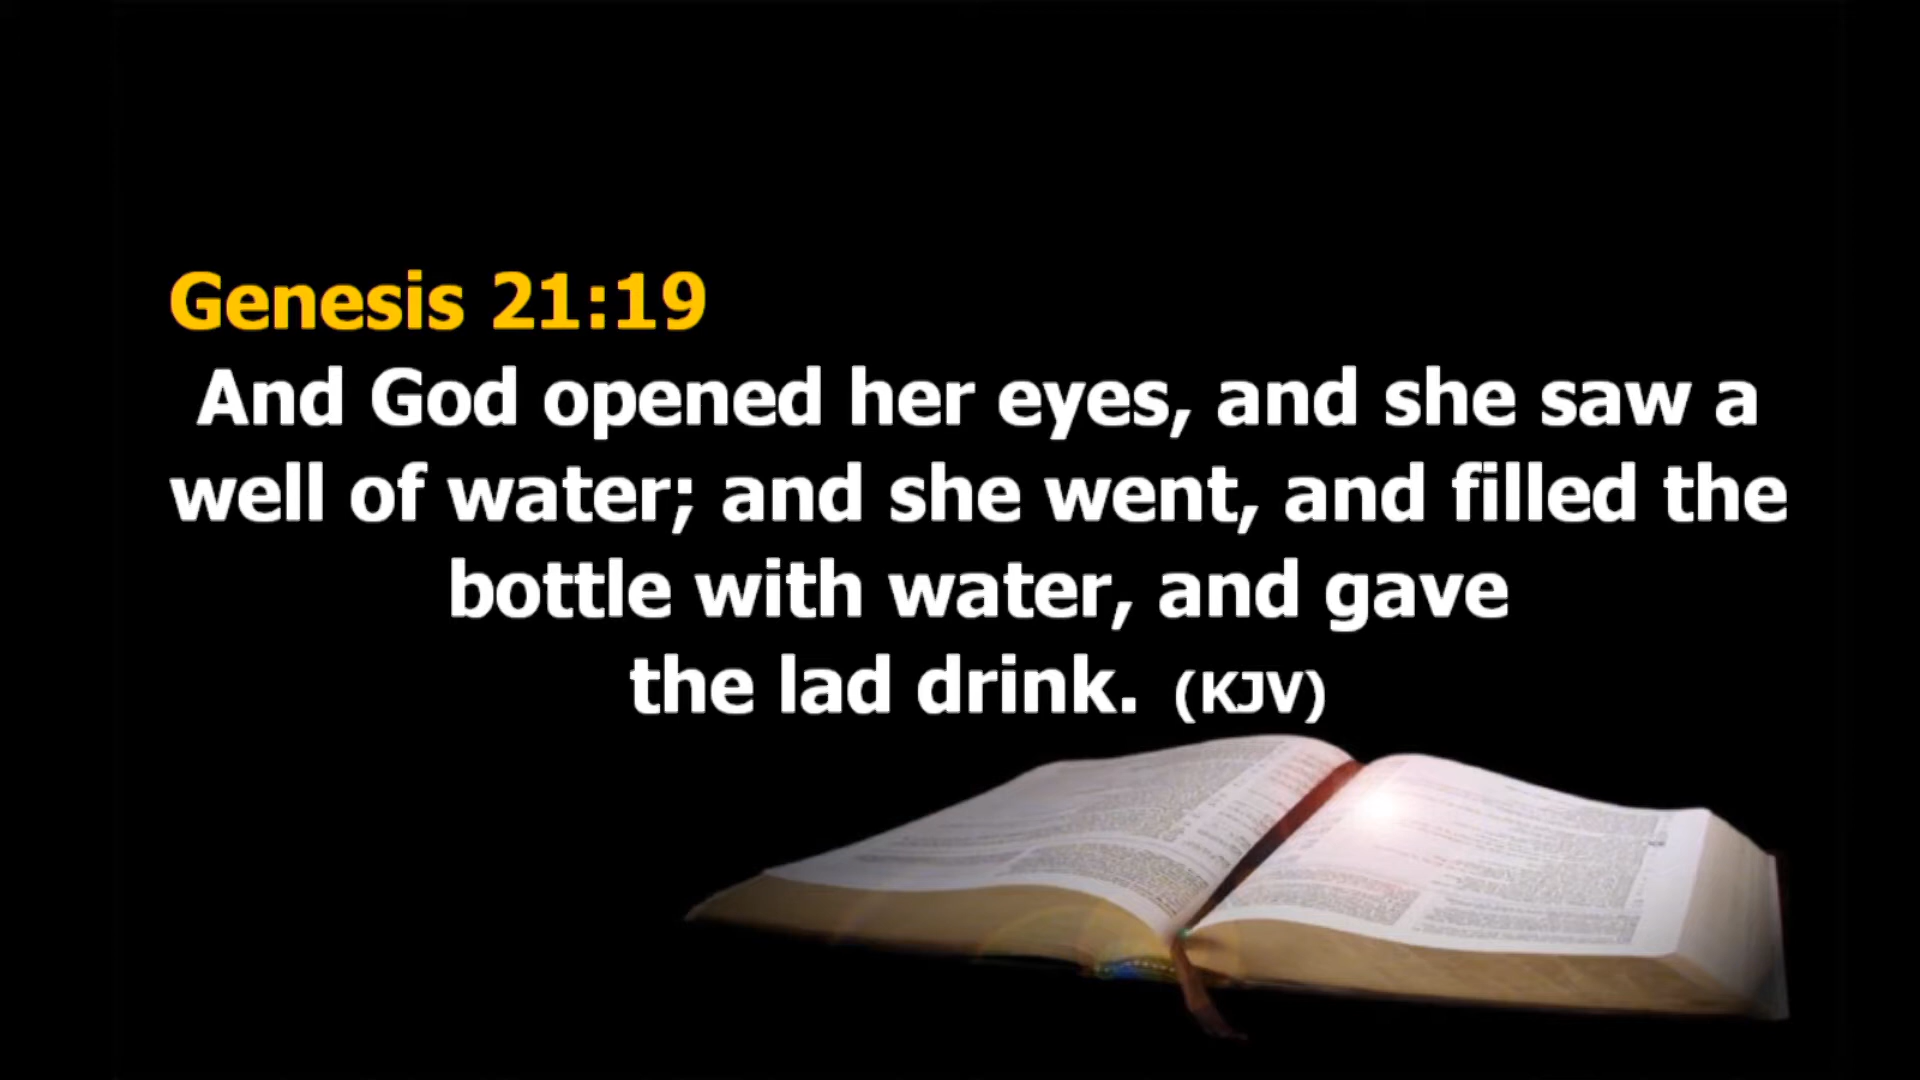 Genesis 21:19
And God opened her eyes, and she saw a
well of water; and she went, and filled the
bottle with water, and gave
the lad drink. (KJV)